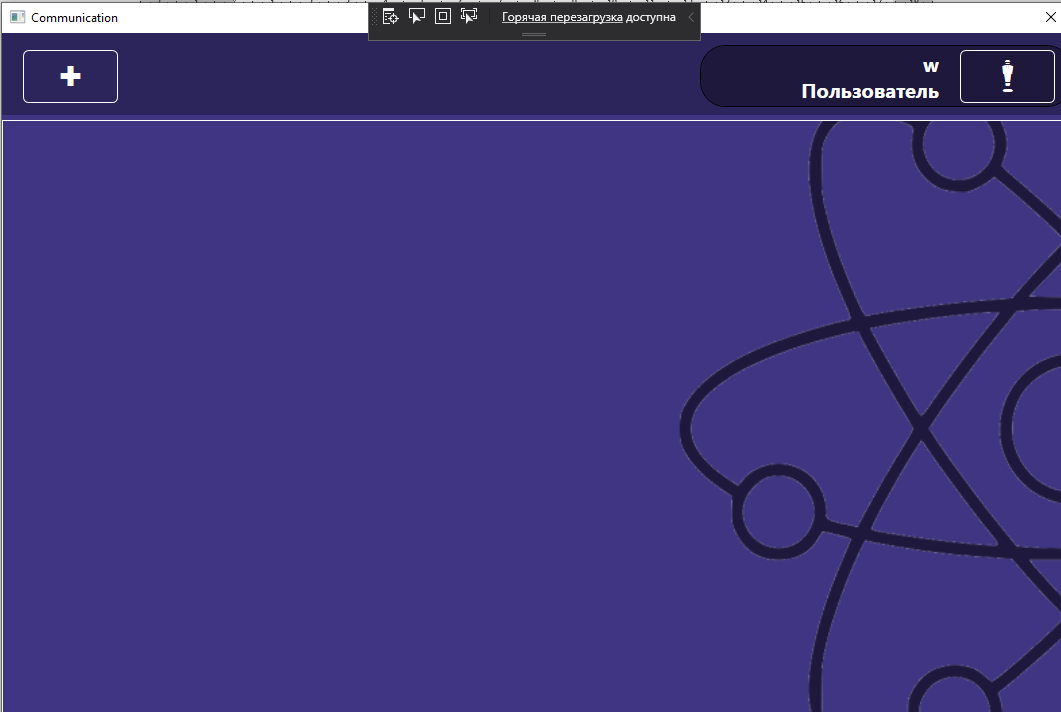 Communication
Горячая перезагрузка доступна
w
Пользователь